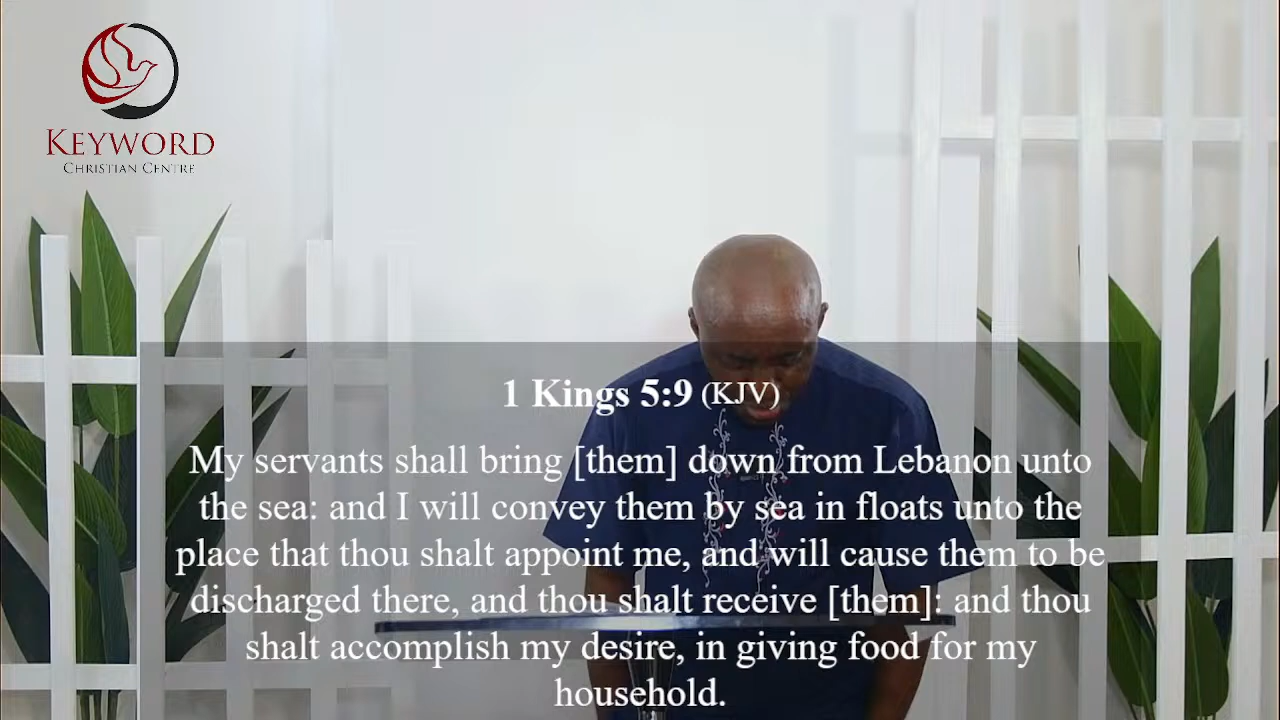 KEYWORD
CHRISTIAN CENTRE
1 Kings 5:9 (KJV)
My servants shall bring [them] down from Lebanon unto
the sea: and I will convey them by sea in floats unto the
place that thou shalt appoint me, and will cause them to be
discharged there, and thou shalt receive [them]: and thou
shalt accomplish my desire, in giving food for my
household.